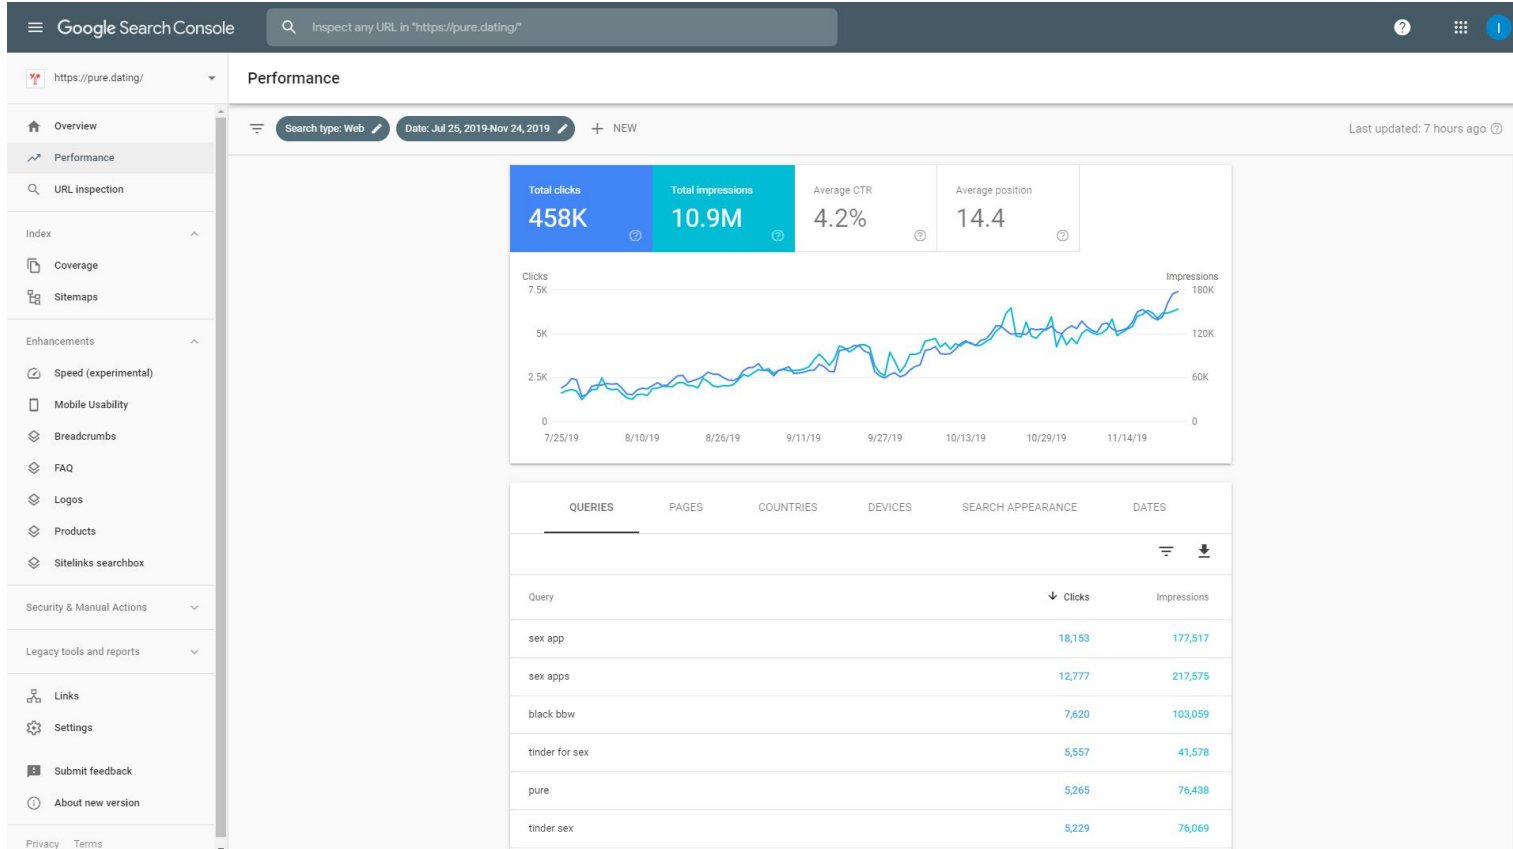 Google Search Console
Inspect any URL in "https://pure.dating/"
I
https://pure.dating/
Performance
Overview
Performance
URL inspection
Index
Coverage
Sitemaps
Enhancements
Speed (experimental)
Mobile Usability
Breadcrumbs
FAQ
Logos
Products
Sitelinks searchbox
Security & Manual Actions
Legacy tools and reports
Links
Settings
Submit feedback
About new version
Privacy Terms
Search type: Web
Date: Jul 25, 2019-Nov 24, 2019
NEW
Last updated: 7 hours ago
Total clicks
458K
Total impressions
10.9M
Average CTR
4.2%
Average position
14.4
Clicks Impressions
7.5K 180K
5K 120K
2.5K 60K
0 0
7/25/19 8/10/19 8/26/19 9/11/19 9/27/19 10/13/19 10/29/19 11/14/19
QUERIES PAGES COUNTRIES DEVICES SEARCH APPEARANCE DATES
Query Clicks Impressions
sex app 18,153 177,517
sex apps 12,777 217,575
black bbw 7,620 103,059
tinder for sex 5,557 41,578
pure 5,265 76,438
tinder sex 5,229 76,069